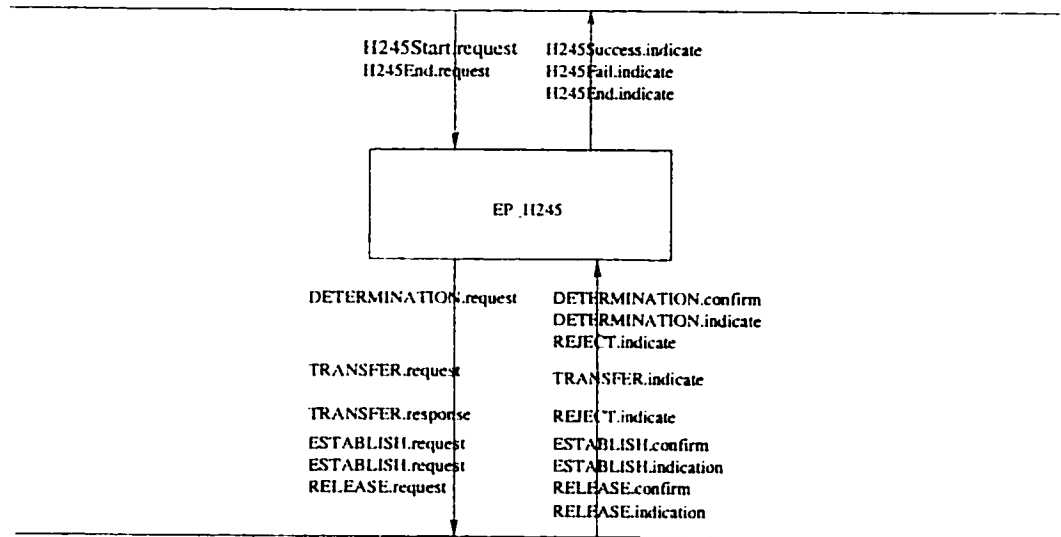 H245Start.request
H245End.request
H245Success.indicate
H245Fail.indicate
H245End.indicate
EP_H245
DETERMINATION.request
TRANSFER.request
TRANSFER.response
ESTABLISH.request
ESTABLISH.request
RELEASE.request
DETERMINATION.confirm
DETERMINATION.indicate
REJECT.indicate
TRANSFER.indicate
REJECT.indicate
ESTABLISH.confirm
ESTABLISH.indication
RELEASE.confirm
RELEASE.indication